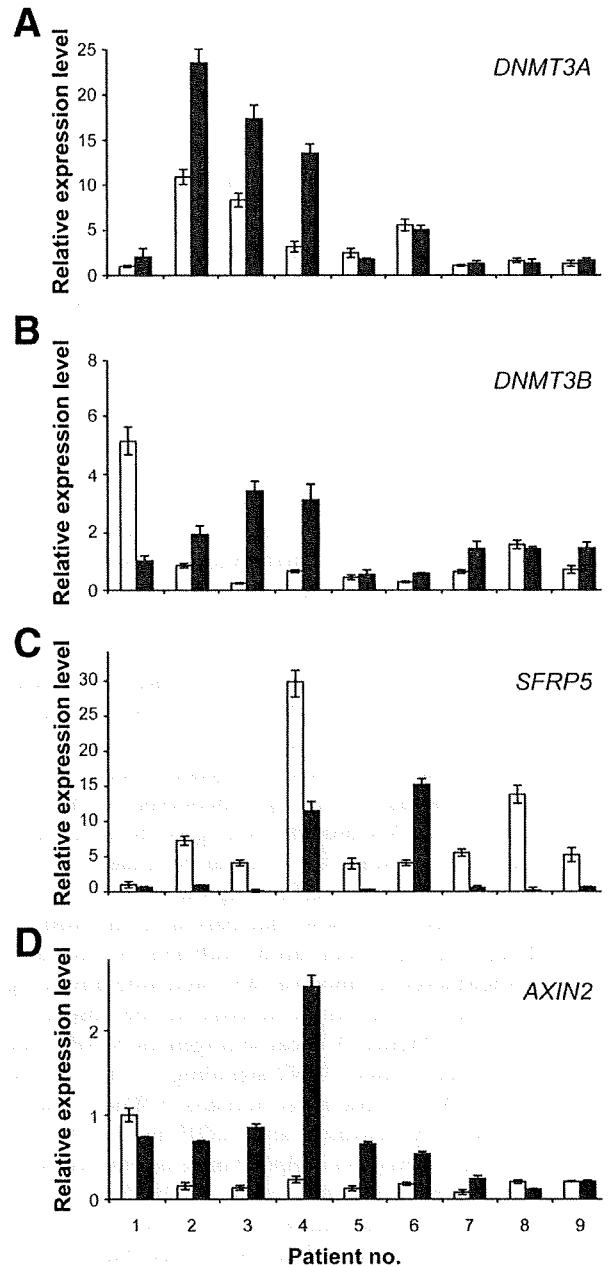 A
DNMT3A
Relative expression level
25
20
15
10
5
0
B
DNMT3B
Relative expression level
8
6
4
2
0
C
SFRP5
Relative expression level
30
25
20
15
10
5
0
D
AXIN2
Relative expression level
2
1
0
1 2 3 4 5 6 7 8 9
Patient no.